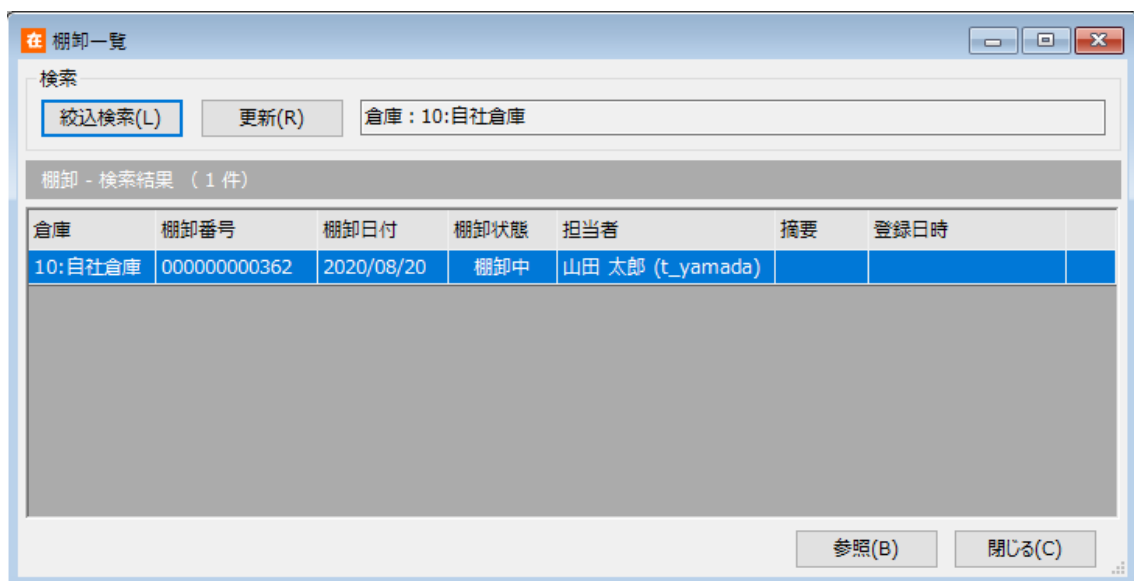 在 棚卸一覧
検索
絞込検索(L) 更新(R) 倉庫:10:自社倉庫
棚卸 - 検索結果 (1件)
倉庫 棚卸番号 棚卸日付 棚卸状態 担当者 摘要 登録日時
10:自社倉庫 000000000362 2020/08/20 棚卸中 山田 太郎 (t_yamada)
参照(B) 閉じる(C)